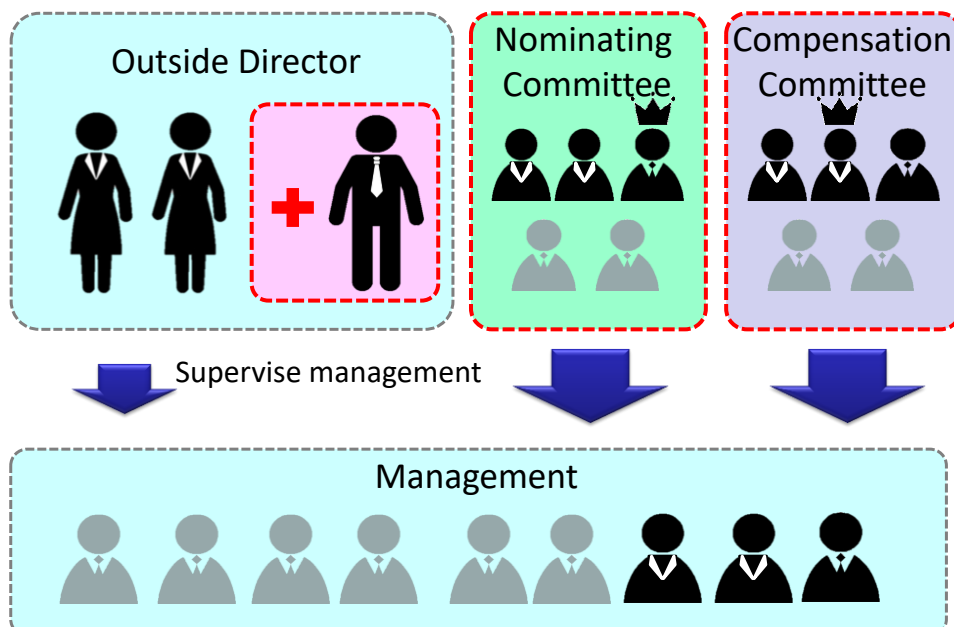 Outside Director
Nominating
Committee
Compensation
Committee
Supervise management
Management